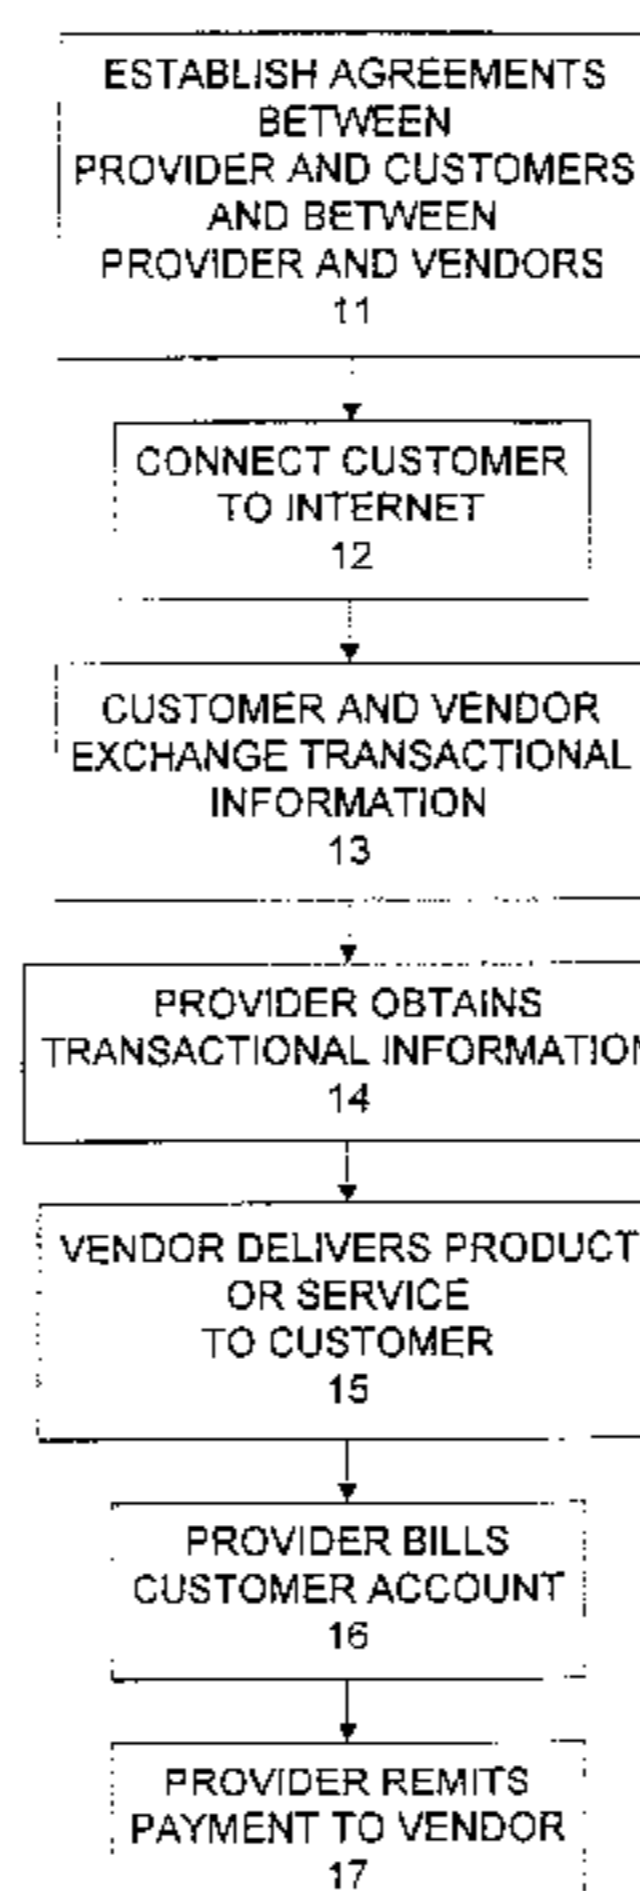 ESTABLISH AGREEMENTS
BETWEEN
PROVIDER AND CUSTOMERS
AND BETWEEN
PROVIDER AND VENDORS
11
CONNECT CUSTOMER
TO INTERNET
12
CUSTOMER AND VENDOR
EXCHANGE TRANSACTIONAL
INFORMATION
13
PROVIDER OBTAINS
TRANSACTIONAL INFORMATION
14
VENDOR DELIVERS PRODUCT
OR SERVICE
TO CUSTOMER
15
PROVIDER BILLS
CUSTOMER ACCOUNT
16
PROVIDER REMITS
PAYMENT TO VENDOR
17